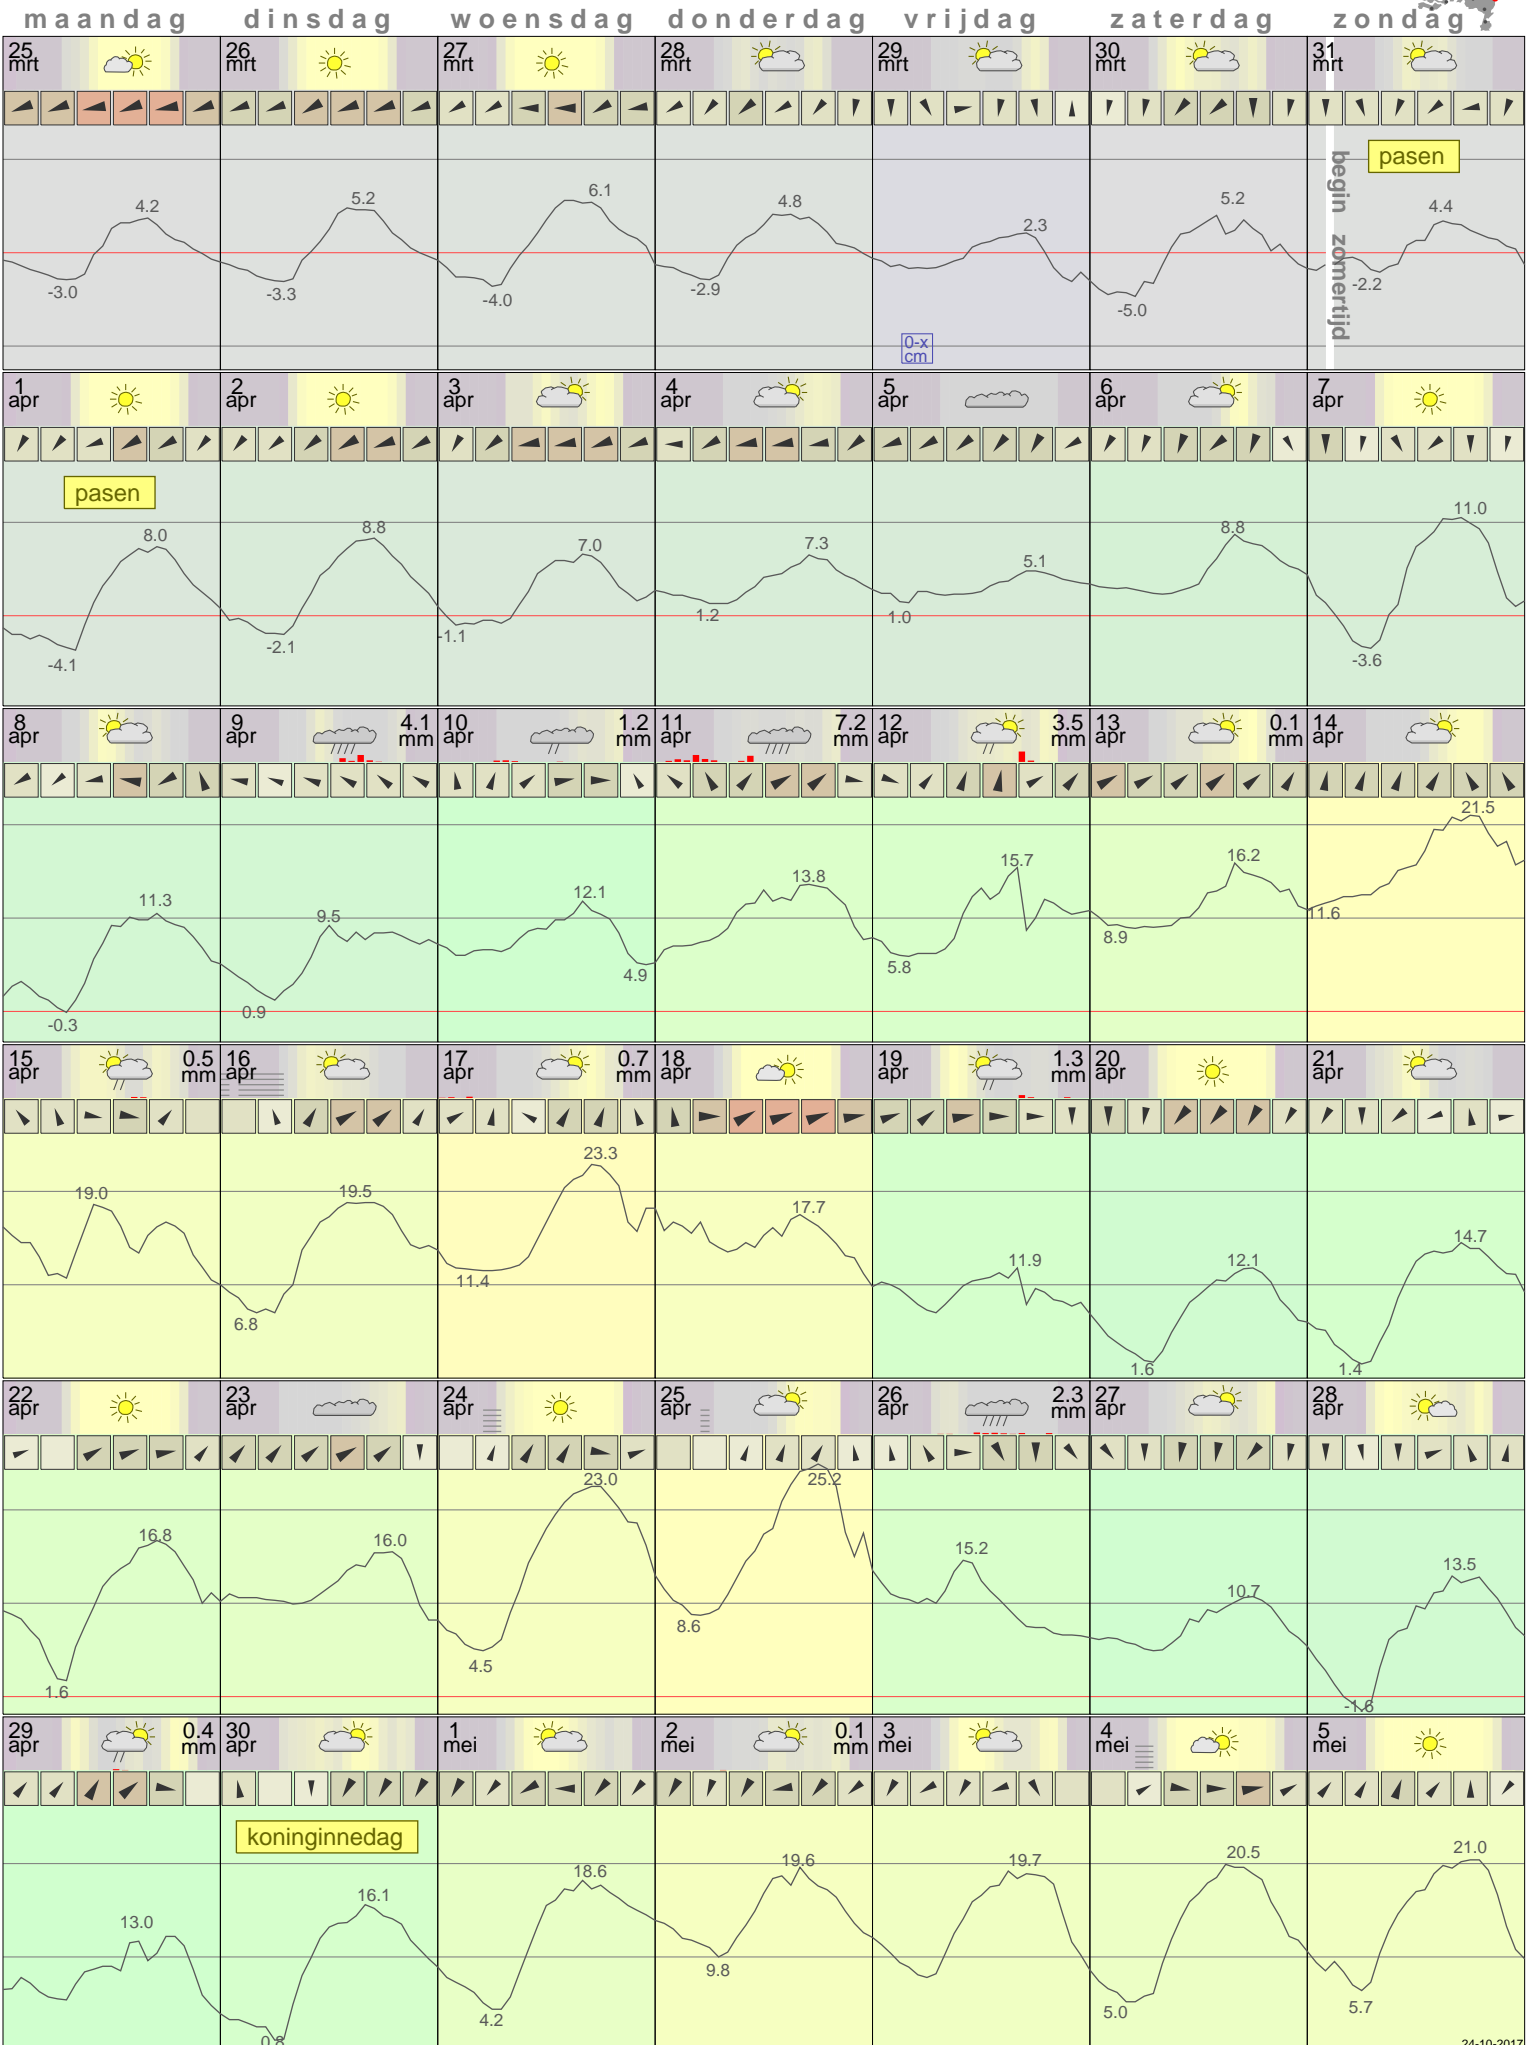 maandag dinsdag woensdag donderdag vrijdag zaterdag zondag
25 26 27 28 29 30 31
mrt mrt mrt mrt mrt mrt mrt
begin zomertijd
pasen
4.2 5.2 6.1 4.8 2.3 5.2 4.4
-3.0 -3.3 -4.0 -2.9 -5.0 -2.2
0-x
cm
1 2 3 4 5 6 7
apr apr apr apr apr apr apr
pasen
8.0 8.8 7.0 7.3 5.1 8.8 11.0
-4.1 -2.1 -1.1 1.2 1.0 -3.6
8 9 4.1 10 1.2 11 7.2 12 3.5 13 0.1 14
apr apr mm apr mm apr mm apr mm apr mm apr
11.3 9.5 12.1 13.8 15.7 16.2 21.5
-0.3 0.9 4.9 5.8 8.9 11.6
15 0.5 16 17 0.7 18 19 1.3 20 21
apr mm apr apr mm apr apr mm apr apr
19.0 19.5 23.3 17.7 11.9 12.1 14.7
6.8 11.4 1.6 1.4
22 23 24 25 26 2.3 27 28
apr apr apr apr apr mm apr apr
16.8 16.0 23.0 25.2 15.2 10.7 13.5
1.6 4.5 8.6 -1.6
29 0.4 30 1 2 0.1 3 4 5
apr mm apr mei mei mm mei mei mei
koninginnedag
13.0 16.1 18.6 19.6 19.7 20.5 21.0
0.8 4.2 9.8 5.0 5.7
24-10-2017